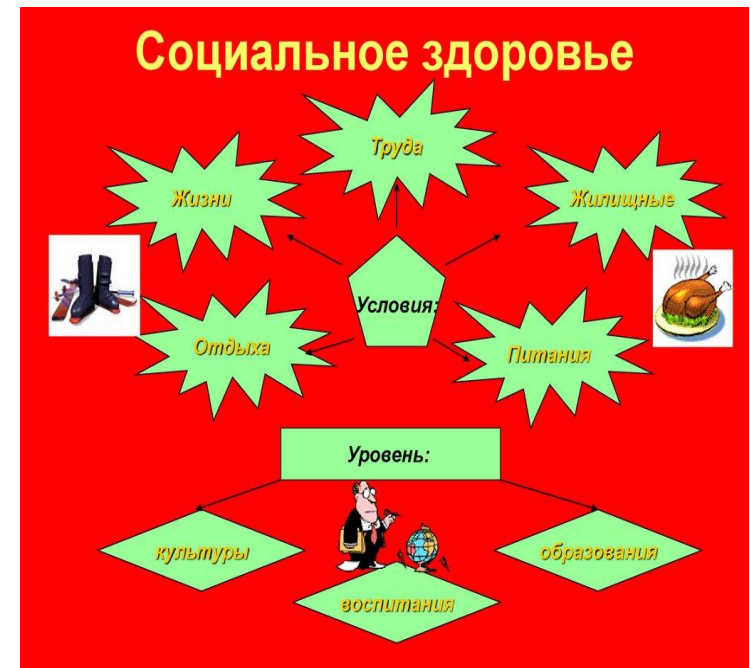 Социальное здоровье
Труда
Жизни
Жилищные
Условия:
Отдыха
Питания
Уровень:
культуры
образования
воспитания